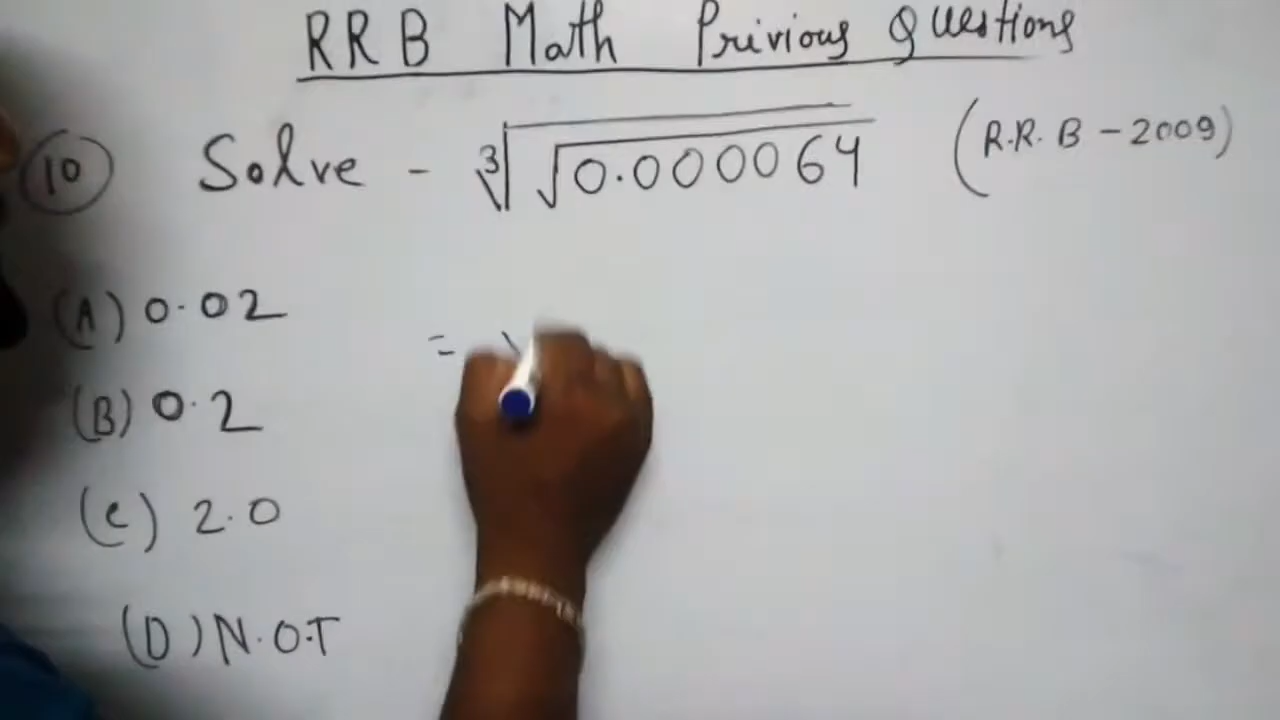 RRB Math Privious Questions
10 Solve - ∛√0.000064 (R.R.B - 2009)
(A) 0.02
=
(B) 0.2
(C) 2.0
(D) N.O.T